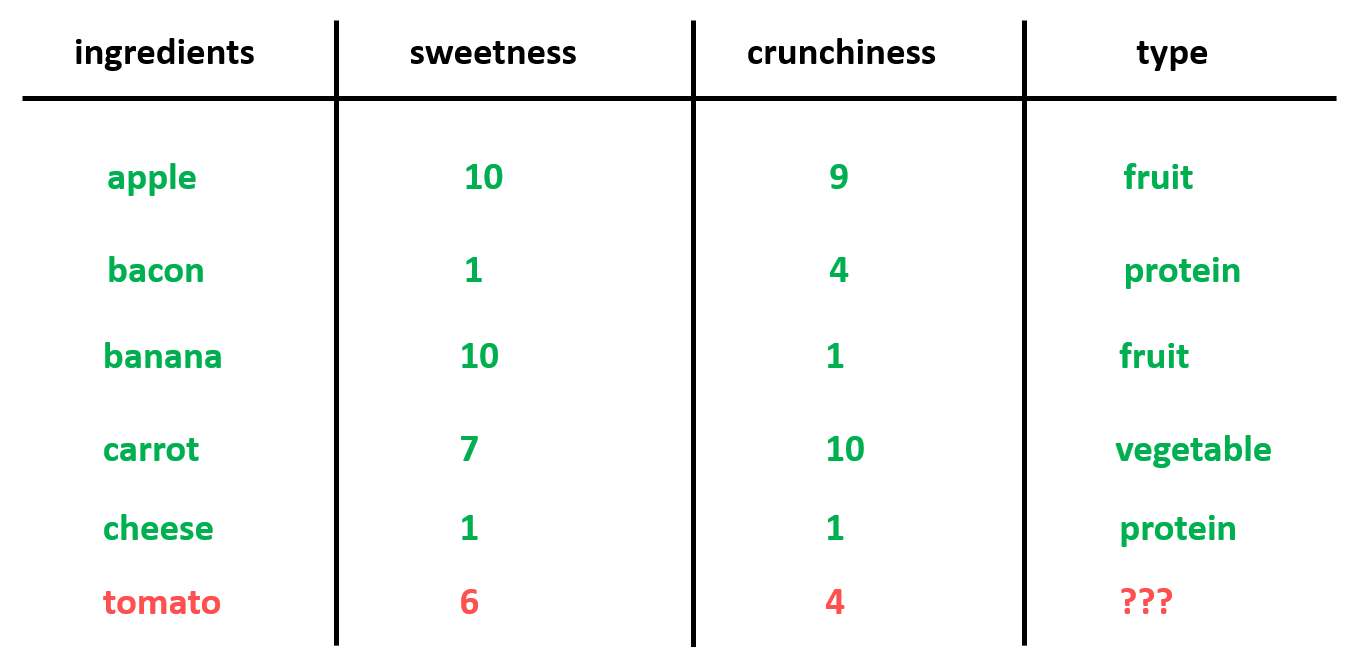 ingredients sweetness crunchiness type
apple 10 9 fruit
bacon 1 4 protein
banana 10 1 fruit
carrot 7 10 vegetable
cheese 1 1 protein
tomato 6 4 ???